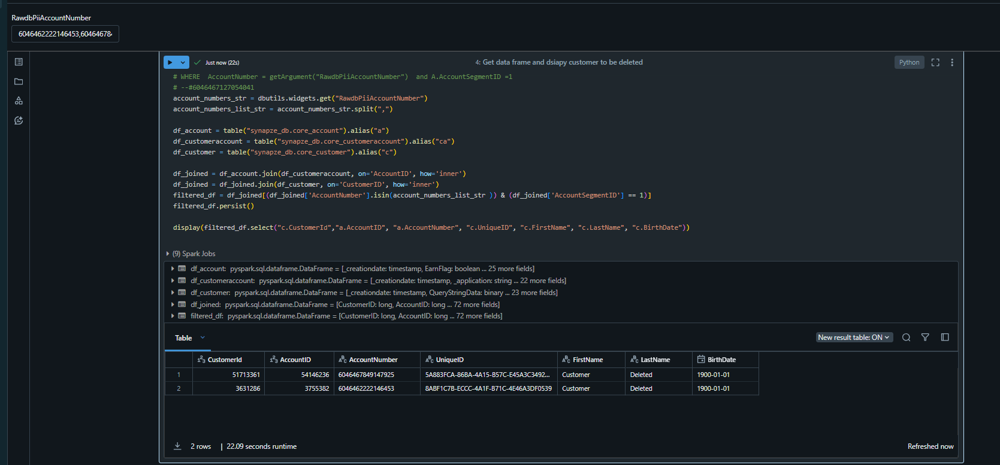 RawdbPiiAccountNumber
6046462222146453,604646784
Just now (22s)
4: Get data frame and dsiapy customer to be deleted
Python
# WHERE  AccountNumber = getArgument("RawdbPiiAccountNumber")  and A.AccountSegmentID =1
# --#6046467127054041
account_numbers_str = dbutils.widgets.get("RawdbPiiAccountNumber")
account_numbers_list_str = account_numbers_str.split(",")
df_account = table("synapze_db.core_account").alias("a")
df_customeraccount = table("synapze_db.core_customeraccount").alias("ca")
df_customer = table("synapze_db.core_customer").alias("c")
df_joined = df_account.join(df_customeraccount, on='AccountID', how='inner')
df_joined = df_joined.join(df_customer, on='CustomerID', how='inner')
filtered_df = df_joined[(df_joined['AccountNumber'].isin(account_numbers_list_str )) & (df_joined['AccountSegmentID'] == 1)]
filtered_df.persist()
display(filtered_df.select("c.CustomerId","a.AccountID", "a.AccountNumber", "c.UniqueID", "c.FirstName", "c.LastName", "c.BirthDate"))
(9) Spark Jobs
df_account: pyspark.sql.dataframe.DataFrame = [_creationdate: timestamp, EarnFlag: boolean ... 25 more fields]
df_customeraccount: pyspark.sql.dataframe.DataFrame = [_creationdate: timestamp, _application: string ... 22 more fields]
df_customer: pyspark.sql.dataframe.DataFrame = [_creationdate: timestamp, QueryStringData: binary ... 23 more fields]
df_joined: pyspark.sql.dataframe.DataFrame = [CustomerID: long, AccountID: long ... 72 more fields]
filtered_df: pyspark.sql.dataframe.DataFrame = [CustomerID: long, AccountID: long ... 72 more fields]
Table
New result table: ON
CustomerId AccountID AccountNumber UniqueID FirstName LastName BirthDate
1 51713361 54146236 6046467849147925 5A883FCA-86BA-4A15-B57C-E45A3C3492... Customer Deleted 1900-01-01
2 3631286 3755382 6046462222146453 8ABF1C7B-ECCC-4A1F-B71C-4E46A3DF0539 Customer Deleted 1900-01-01
2 rows | 22.09 seconds runtime
Refreshed now